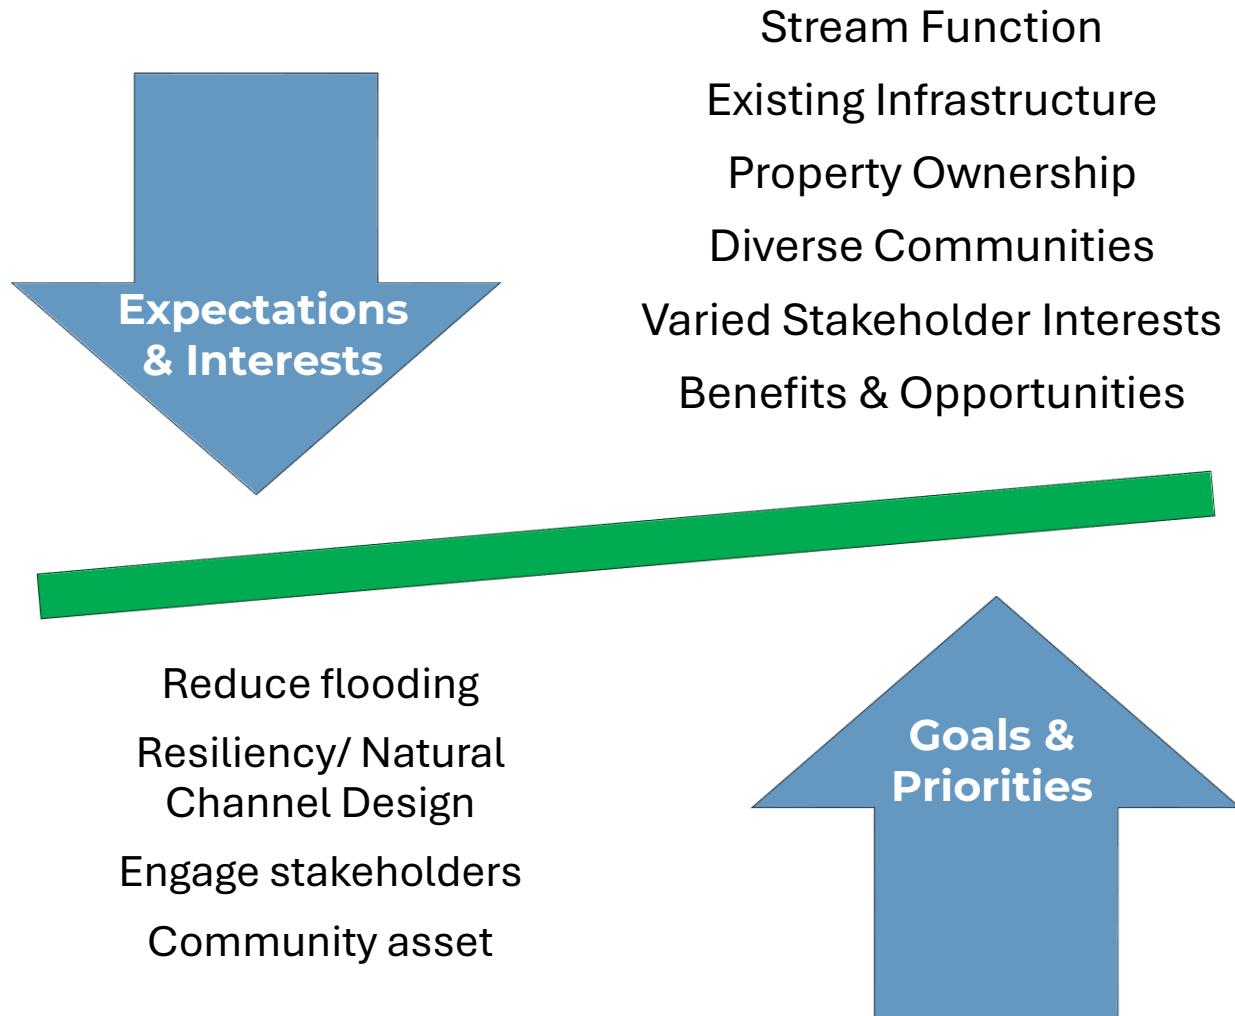 Stream Function
Existing Infrastructure
Property Ownership
Diverse Communities
Varied Stakeholder Interests
Benefits & Opportunities
Expectations
& Interests
Reduce flooding
Resiliency/ Natural
Channel Design
Engage stakeholders
Community asset
Goals &
Priorities